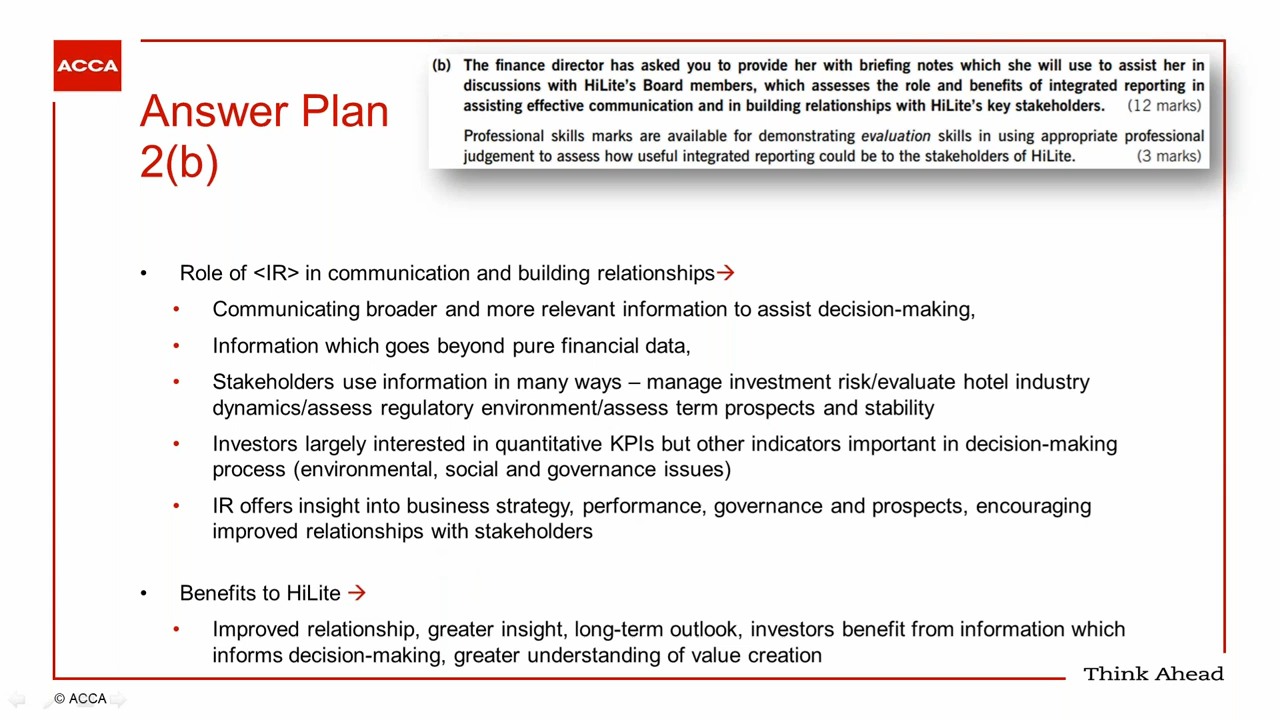 ACCA
Answer Plan
2(b)
(b) The finance director has asked you to provide her with briefing notes which she will use to assist her in
discussions with HiLite's Board members, which assesses the role and benefits of integrated reporting in
assisting effective communication and in building relationships with HiLite's key stakeholders. (12 marks)
Professional skills marks are available for demonstrating evaluation skills in using appropriate professional
judgement to assess how useful integrated reporting could be to the stakeholders of HiLite. (3 marks)
• Role of <IR> in communication and building relationships→
• Communicating broader and more relevant information to assist decision-making,
• Information which goes beyond pure financial data,
• Stakeholders use information in many ways – manage investment risk/evaluate hotel industry
dynamics/assess regulatory environment/assess term prospects and stability
• Investors largely interested in quantitative KPIs but other indicators important in decision-making
process (environmental, social and governance issues)
• IR offers insight into business strategy, performance, governance and prospects, encouraging
improved relationships with stakeholders
• Benefits to HiLite →
• Improved relationship, greater insight, long-term outlook, investors benefit from information which
informs decision-making, greater understanding of value creation
Think Ahead
© ACCA